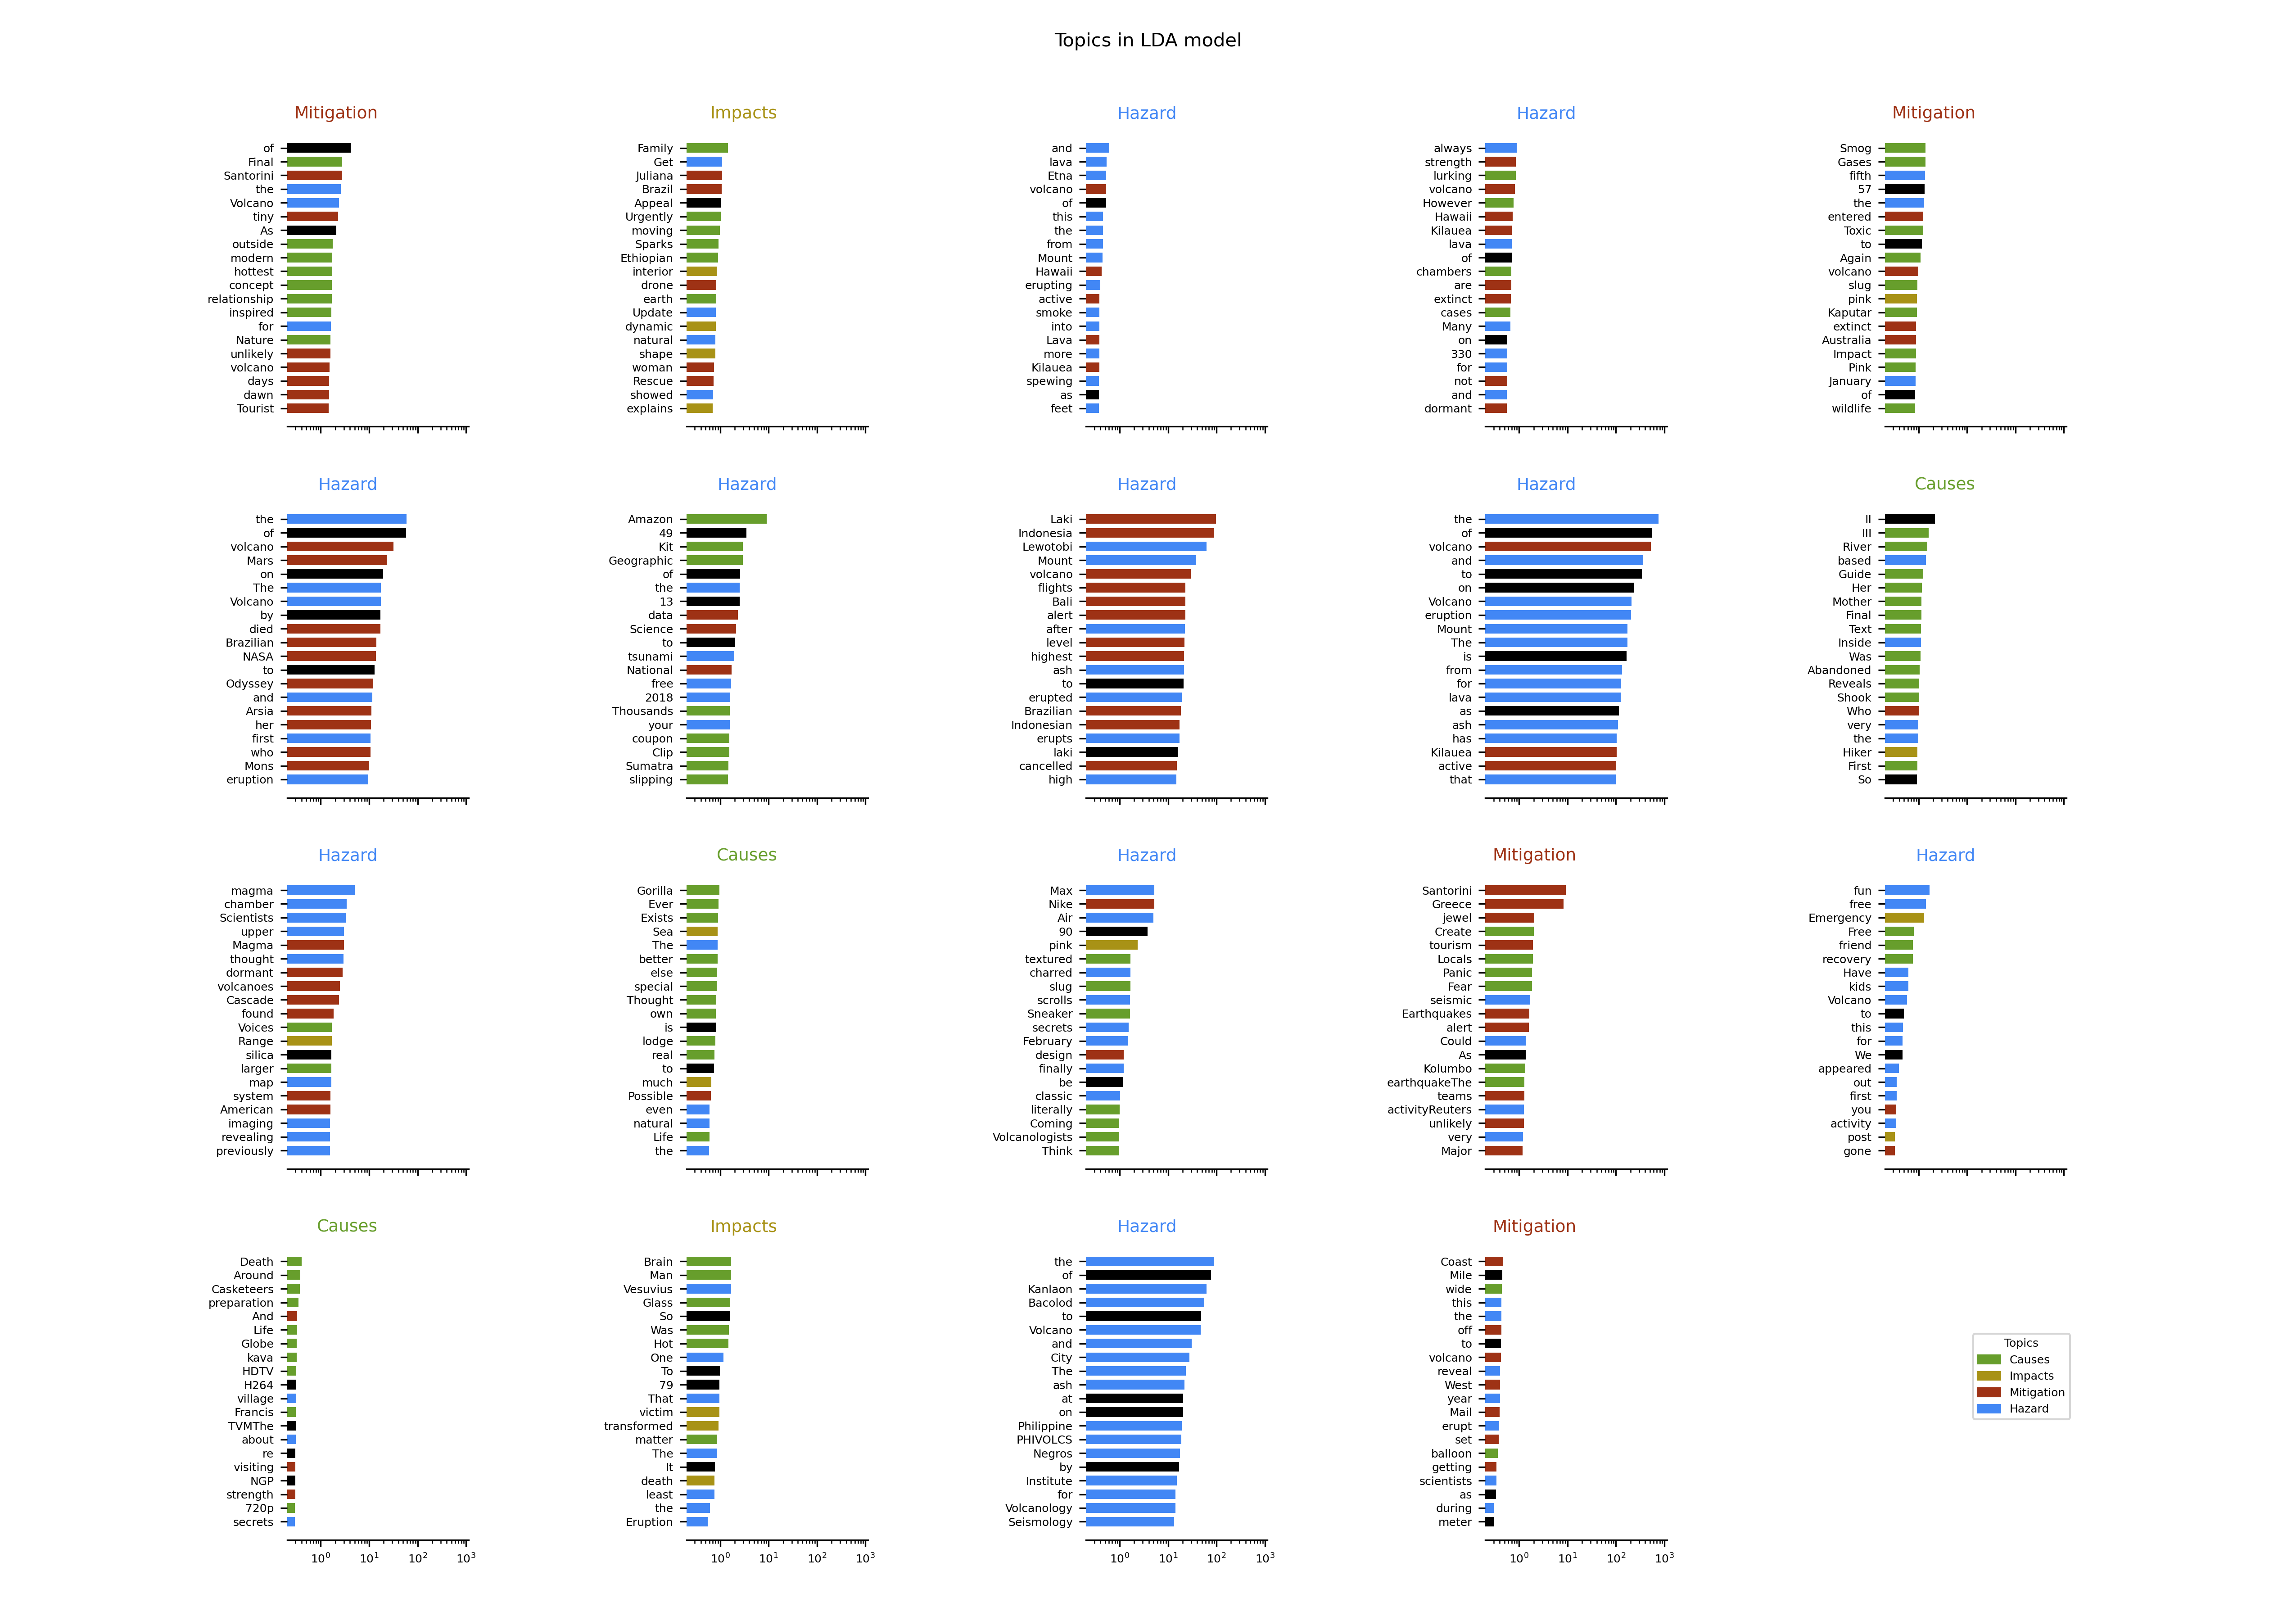 Topics in LDA model
Mitigation
of
Final
Santorini
the
Volcano
tiny
As
outside
modern
hottest
concept
relationship
inspired
for
Nature
unlikely
volcano
days
dawn
Tourist
Impacts
Family
Get
Juliana
Brazil
Appeal
Urgently
moving
Sparks
Ethiopian
interior
drone
earth
Update
dynamic
natural
shape
woman
Rescue
showed
explains
Hazard
and
lava
Etna
volcano
of
this
the
from
Mount
Hawaii
erupting
active
smoke
into
Lava
more
Kilauea
spewing
as
feet
Hazard
always
strength
lurking
volcano
However
Hawaii
Kilauea
lava
of
chambers
are
extinct
cases
Many
on
330
for
not
and
dormant
Mitigation
Smog
Gases
fifth
57
the
entered
Toxic
to
Again
volcano
slug
pink
Kaputar
extinct
Australia
Impact
Pink
January
of
wildlife
Hazard
the
of
volcano
Mars
on
The
Volcano
by
died
Brazilian
NASA
to
Odyssey
and
Arsia
her
first
who
Mons
eruption
Hazard
Amazon
49
Kit
Geographic
of
the
13
data
Science
to
tsunami
National
free
2018
Thousands
your
coupon
Clip
Sumatra
slipping
Hazard
Laki
Indonesia
Lewotobi
Mount
volcano
flights
Bali
alert
after
level
highest
ash
to
erupted
Brazilian
Indonesian
erupts
laki
cancelled
high
Hazard
the
of
volcano
and
to
on
Volcano
eruption
Mount
The
is
from
for
lava
as
ash
has
Kilauea
active
that
Causes
II
III
River
based
Guide
Her
Mother
Final
Text
Inside
Was
Abandoned
Reveals
Shook
Who
very
the
Hiker
First
So
Hazard
magma
chamber
Scientists
upper
Magma
thought
dormant
volcanoes
Cascade
found
Voices
Range
silica
larger
map
system
American
imaging
revealing
previously
Causes
Gorilla
Ever
Exists
Sea
The
better
else
special
Thought
own
is
lodge
real
to
much
Possible
even
natural
Life
the
Hazard
Max
Nike
Air
90
pink
textured
charred
slug
scrolls
Sneaker
secrets
February
design
finally
be
classic
literally
Coming
Volcanologists
Think
Mitigation
Santorini
Greece
jewel
Create
tourism
Locals
Panic
Fear
seismic
Earthquakes
alert
Could
As
Kolumbo
earthquakeThe
teams
activityReuters
unlikely
very
Major
Hazard
fun
free
Emergency
Free
friend
recovery
Have
kids
Volcano
to
this
for
We
appeared
out
first
you
activity
post
gone
Causes
Death
Around
Casketeers
preparation
And
Life
Globe
kava
HDTV
H264
village
Francis
TVMThe
about
re
visiting
NGP
strength
720p
secrets
10⁰ 10¹ 10² 10³
Impacts
Brain
Man
Vesuvius
Glass
So
Was
Hot
One
To
79
That
victim
transformed
matter
The
It
death
least
the
Eruption
10⁰ 10¹ 10² 10³
Hazard
the
of
Kanlaon
Bacolod
to
Volcano
and
City
The
ash
at
on
Philippine
PHIVOLCS
Negros
by
Institute
for
Volcanology
Seismology
10⁰ 10¹ 10² 10³
Mitigation
Coast
Mile
wide
this
the
off
to
volcano
reveal
West
year
Mail
erupt
set
balloon
getting
scientists
as
during
meter
10⁰ 10¹ 10² 10³
Topics
Causes
Impacts
Mitigation
Hazard